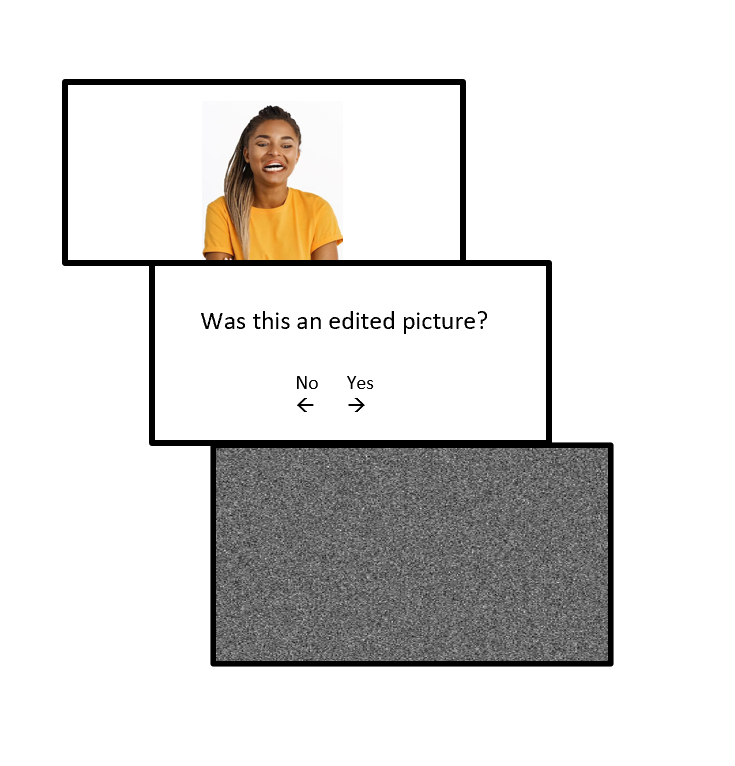 Was this an edited picture?
No Yes
← →